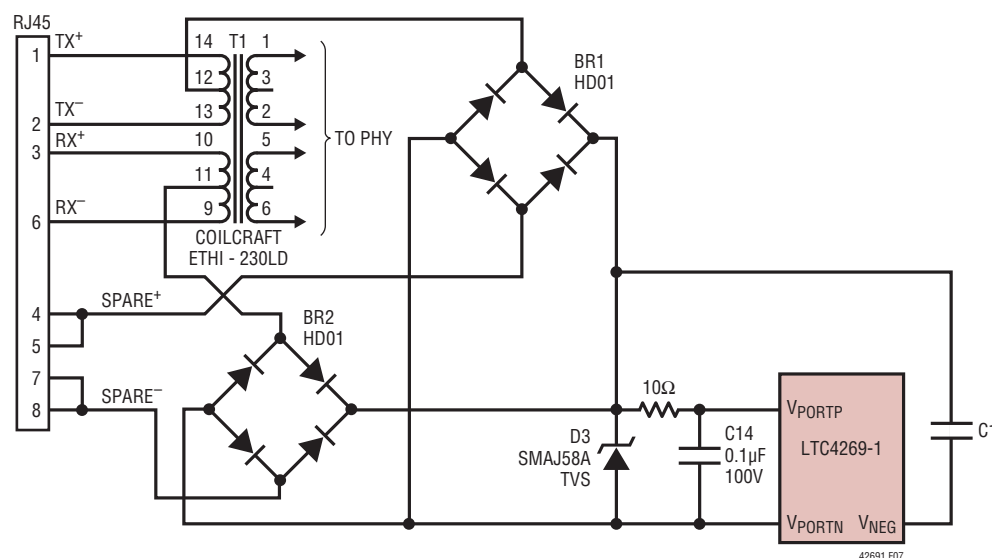 RJ45
1
TX+
14
T1
1
12
3
2
TX−
13
2
3
RX+
10
5
TO PHY
11
4
6
RX−
9
6
COILCRAFT
ETHI - 230LD
BR1
HD01
4
SPARE+
5
7
8
SPARE−
BR2
HD01
10Ω
D3
SMAJ58A
TVS
C14
0.1µF
100V
VPORTP
LTC4269-1
VPORTN
VNEG
42691 F07